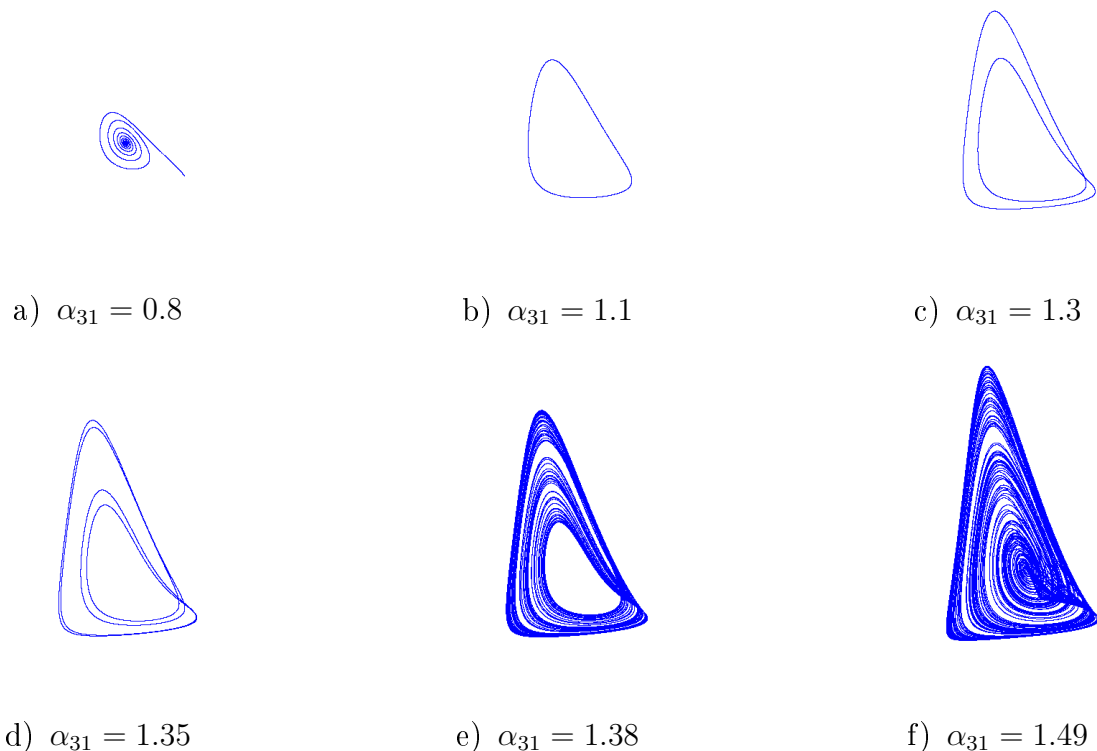 a) α₃₁ = 0.8
b) α₃₁ = 1.1
c) α₃₁ = 1.3
d) α₃₁ = 1.35
e) α₃₁ = 1.38
f) α₃₁ = 1.49